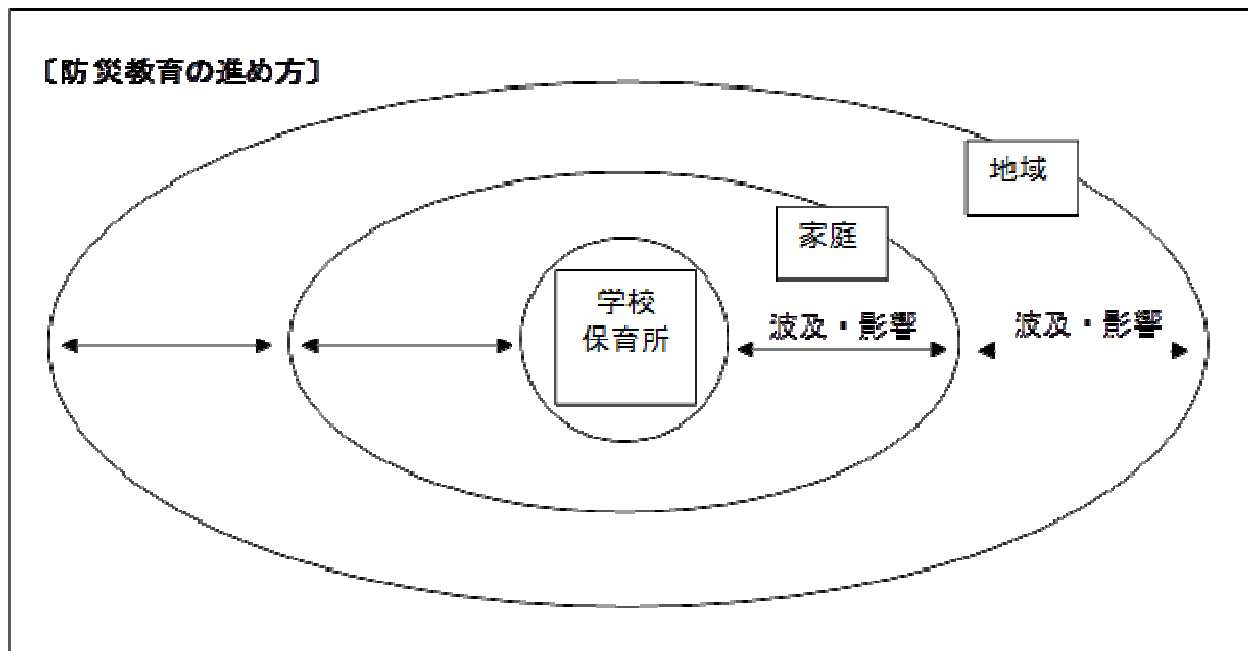 〔防災教育の進め方〕
地域
家庭
学校
保育所
波及・影響
波及・影響